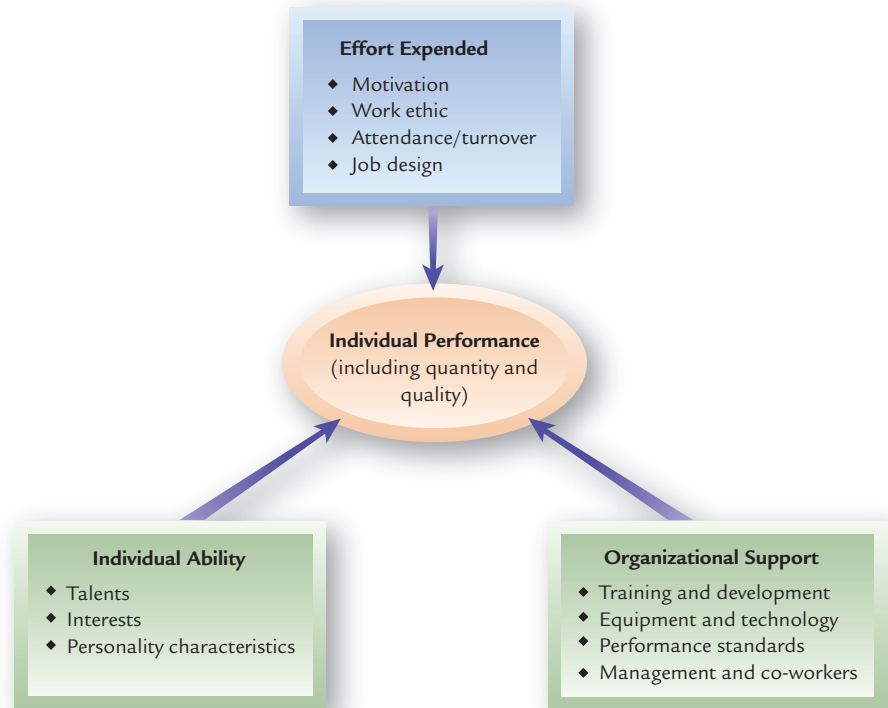 Effort Expended
◆ Motivation
◆ Work ethic
◆ Attendance/turnover
◆ Job design
Individual Performance
(including quantity and
quality)
Individual Ability
◆ Talents
◆ Interests
◆ Personality characteristics
Organizational Support
◆ Training and development
◆ Equipment and technology
◆ Performance standards
◆ Management and co-workers